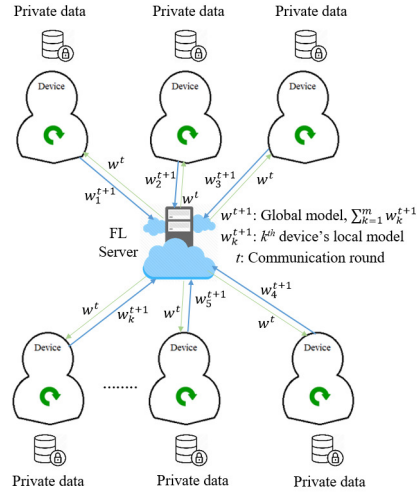 Private data Private data Private data
Device Device Device
w^t w_1^{t+1} w_2^{t+1} w^t w_3^{t+1} w^t
FL
Server
w^{t+1}: Global model, \sum_{k=1}^{m} w_k^{t+1}
w_k^{t+1}: k^{th} device's local model
t: Communication round
w^t w_k^{t+1} w^t w_5^{t+1} w_4^{t+1} w^t
Device Device Device
........
Private data Private data Private data